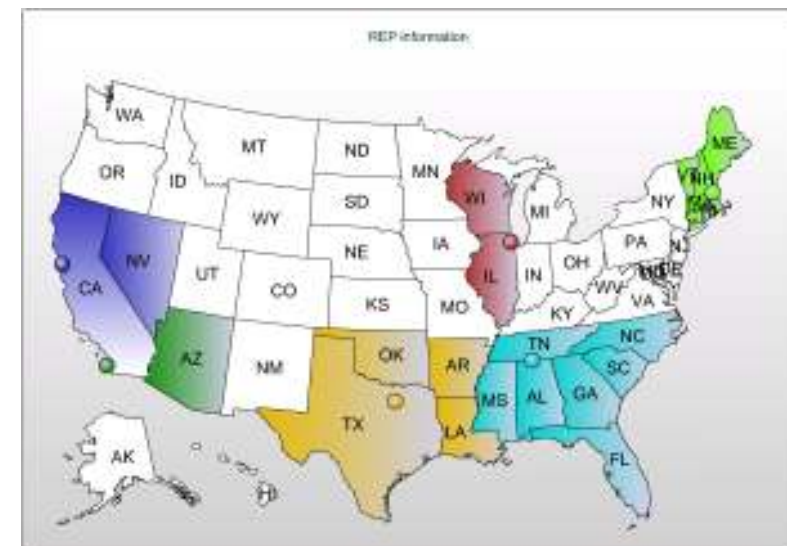 REP information
WA
MT
ND
MN
OR
ID
SD
WI
MI
NY
ME
NH
WY
IA
PA
NE
NV
UT
CO
IL
IN
OH
CA
KS
MO
WV
VA
KY
AZ
NM
OK
AR
TN
NC
SC
MS
AL
GA
TX
LA
FL
AK
HI